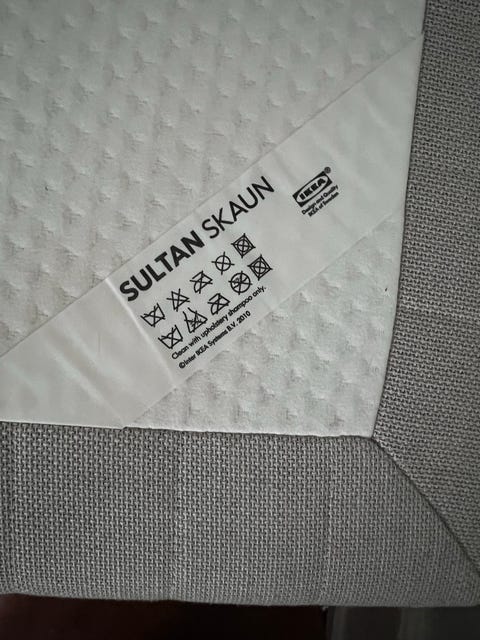 SULTAN SKAUN
IKEA®
Design and Quality
IKEA of Sweden
Clean with upholstery shampoo only.
©Inter IKEA Systems B.V. 2010